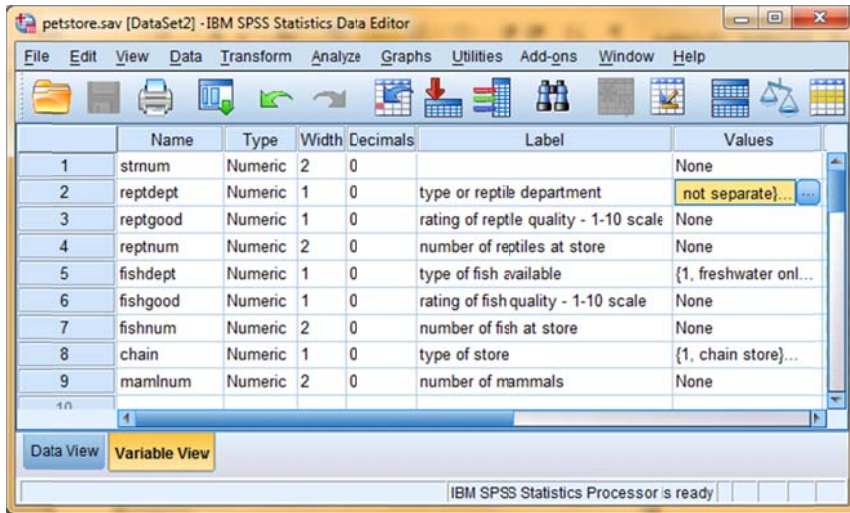 petstore.sav [DataSet2] - IBM SPSS Statistics Data Editor
File Edit View Data Transform Analyze Graphs Utilities Add-ons Window Help
Name Type Width Decimals Label Values
1 strnum Numeric 2 0 None
2 reptdept Numeric 1 0 type or reptile department not separate}... ...
3 reptgood Numeric 1 0 rating of reptile quality - 1-10 scale None
4 reptnum Numeric 2 0 number of reptiles at store None
5 fishdept Numeric 1 0 type of fish available {1, freshwater onl...
6 fishgood Numeric 1 0 rating of fish quality - 1-10 scale None
7 fishnum Numeric 2 0 number of fish at store None
8 chain Numeric 1 0 type of store {1, chain store}...
9 mamlnum Numeric 2 0 number of mammals None
10
Data View Variable View
IBM SPSS Statistics Processor is ready